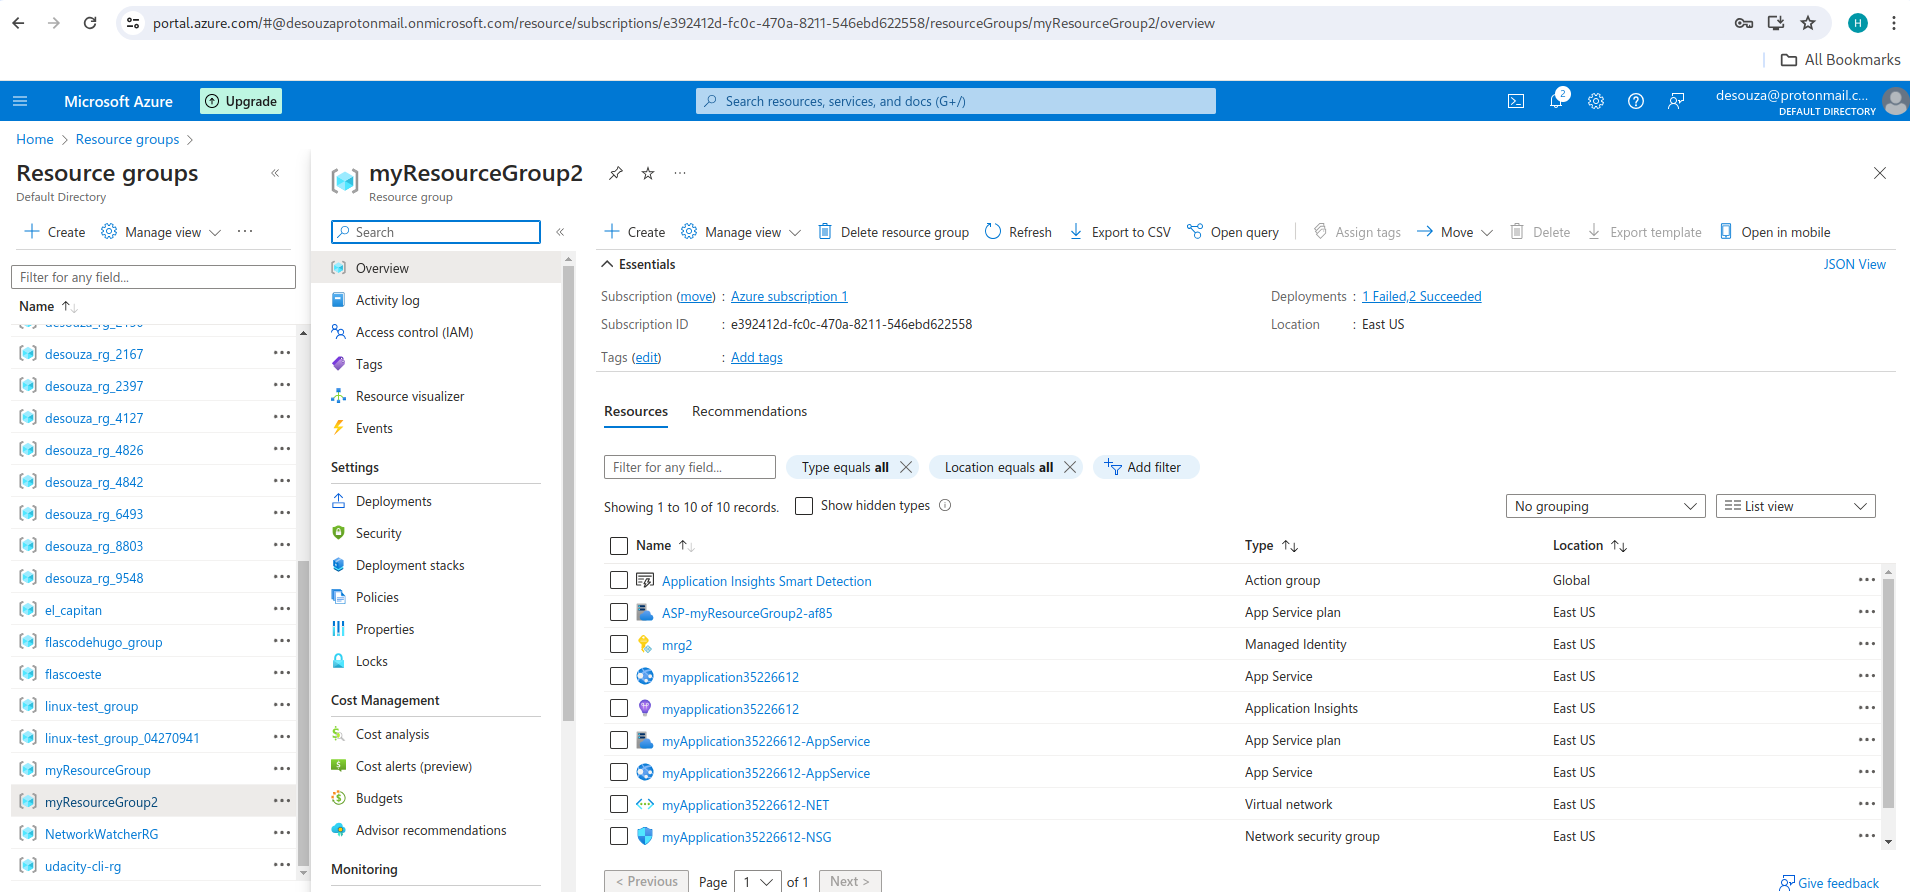 portal.azure.com/#@desouzaprotonmail.onmicrosoft.com/resource/subscriptions/e392412d-fc0c-470a-8211-546ebd622558/resourceGroups/myResourceGroup2/overview
H
All Bookmarks
Microsoft Azure
Upgrade
Search resources, services, and docs (G+/)
2
desouza@protonmail.c...
DEFAULT DIRECTORY
Home > Resource groups >
Resource groups
Default Directory
Create
Manage view
Filter for any field...
Name
desouza_rg_2167
desouza_rg_2397
desouza_rg_4127
desouza_rg_4826
desouza_rg_4842
desouza_rg_6493
desouza_rg_8803
desouza_rg_9548
el_capitan
flascodehugo_group
flascoeste
linux-test_group
linux-test_group_04270941
myResourceGroup
myResourceGroup2
NetworkWatcherRG
udacity-cli-rg
myResourceGroup2
Resource group
Search
Overview
Activity log
Access control (IAM)
Tags
Resource visualizer
Events
Settings
Deployments
Security
Deployment stacks
Policies
Properties
Locks
Cost Management
Cost analysis
Cost alerts (preview)
Budgets
Advisor recommendations
Monitoring
Create
Manage view
Delete resource group
Refresh
Export to CSV
Open query
Assign tags
Move
Delete
Export template
Open in mobile
Essentials
JSON View
Subscription (move) : Azure subscription 1
Deployments : 1 Failed,2 Succeeded
Subscription ID : e392412d-fc0c-470a-8211-546ebd622558
Location : East US
Tags (edit) : Add tags
Resources
Recommendations
Filter for any field...
Type equals all
Location equals all
Add filter
Showing 1 to 10 of 10 records.
Show hidden types
No grouping
List view
Name Type Location
Application Insights Smart Detection Action group Global
ASP-myResourceGroup2-af85 App Service plan East US
mrg2 Managed Identity East US
myapplication35226612 App Service East US
myapplication35226612 Application Insights East US
myApplication35226612-AppService App Service plan East US
myApplication35226612-AppService App Service East US
myApplication35226612-NET Virtual network East US
myApplication35226612-NSG Network security group East US
< Previous Page 1 of 1 Next >
Give feedback